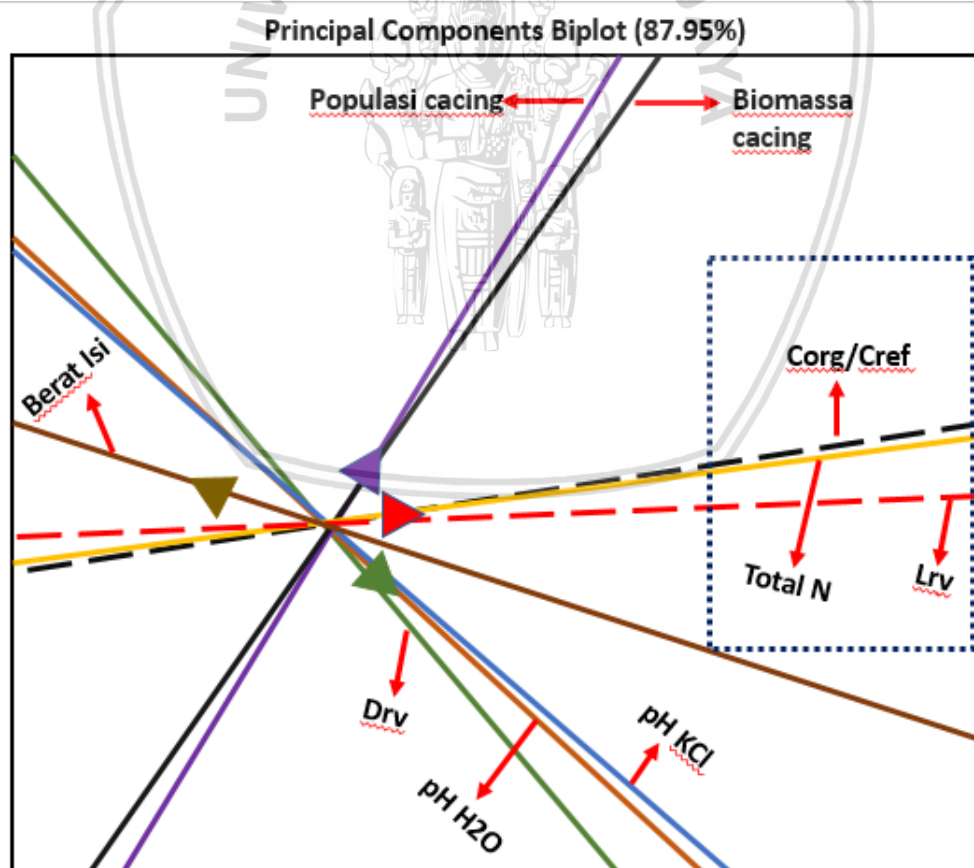 Principal Components Biplot (87.95%)
UNIV
Y
Populasi cacing
Biomassa
cacing
Berat Isi
Corg/Cref
Total N
Lrv
Drv
pH KCl
pH H2O